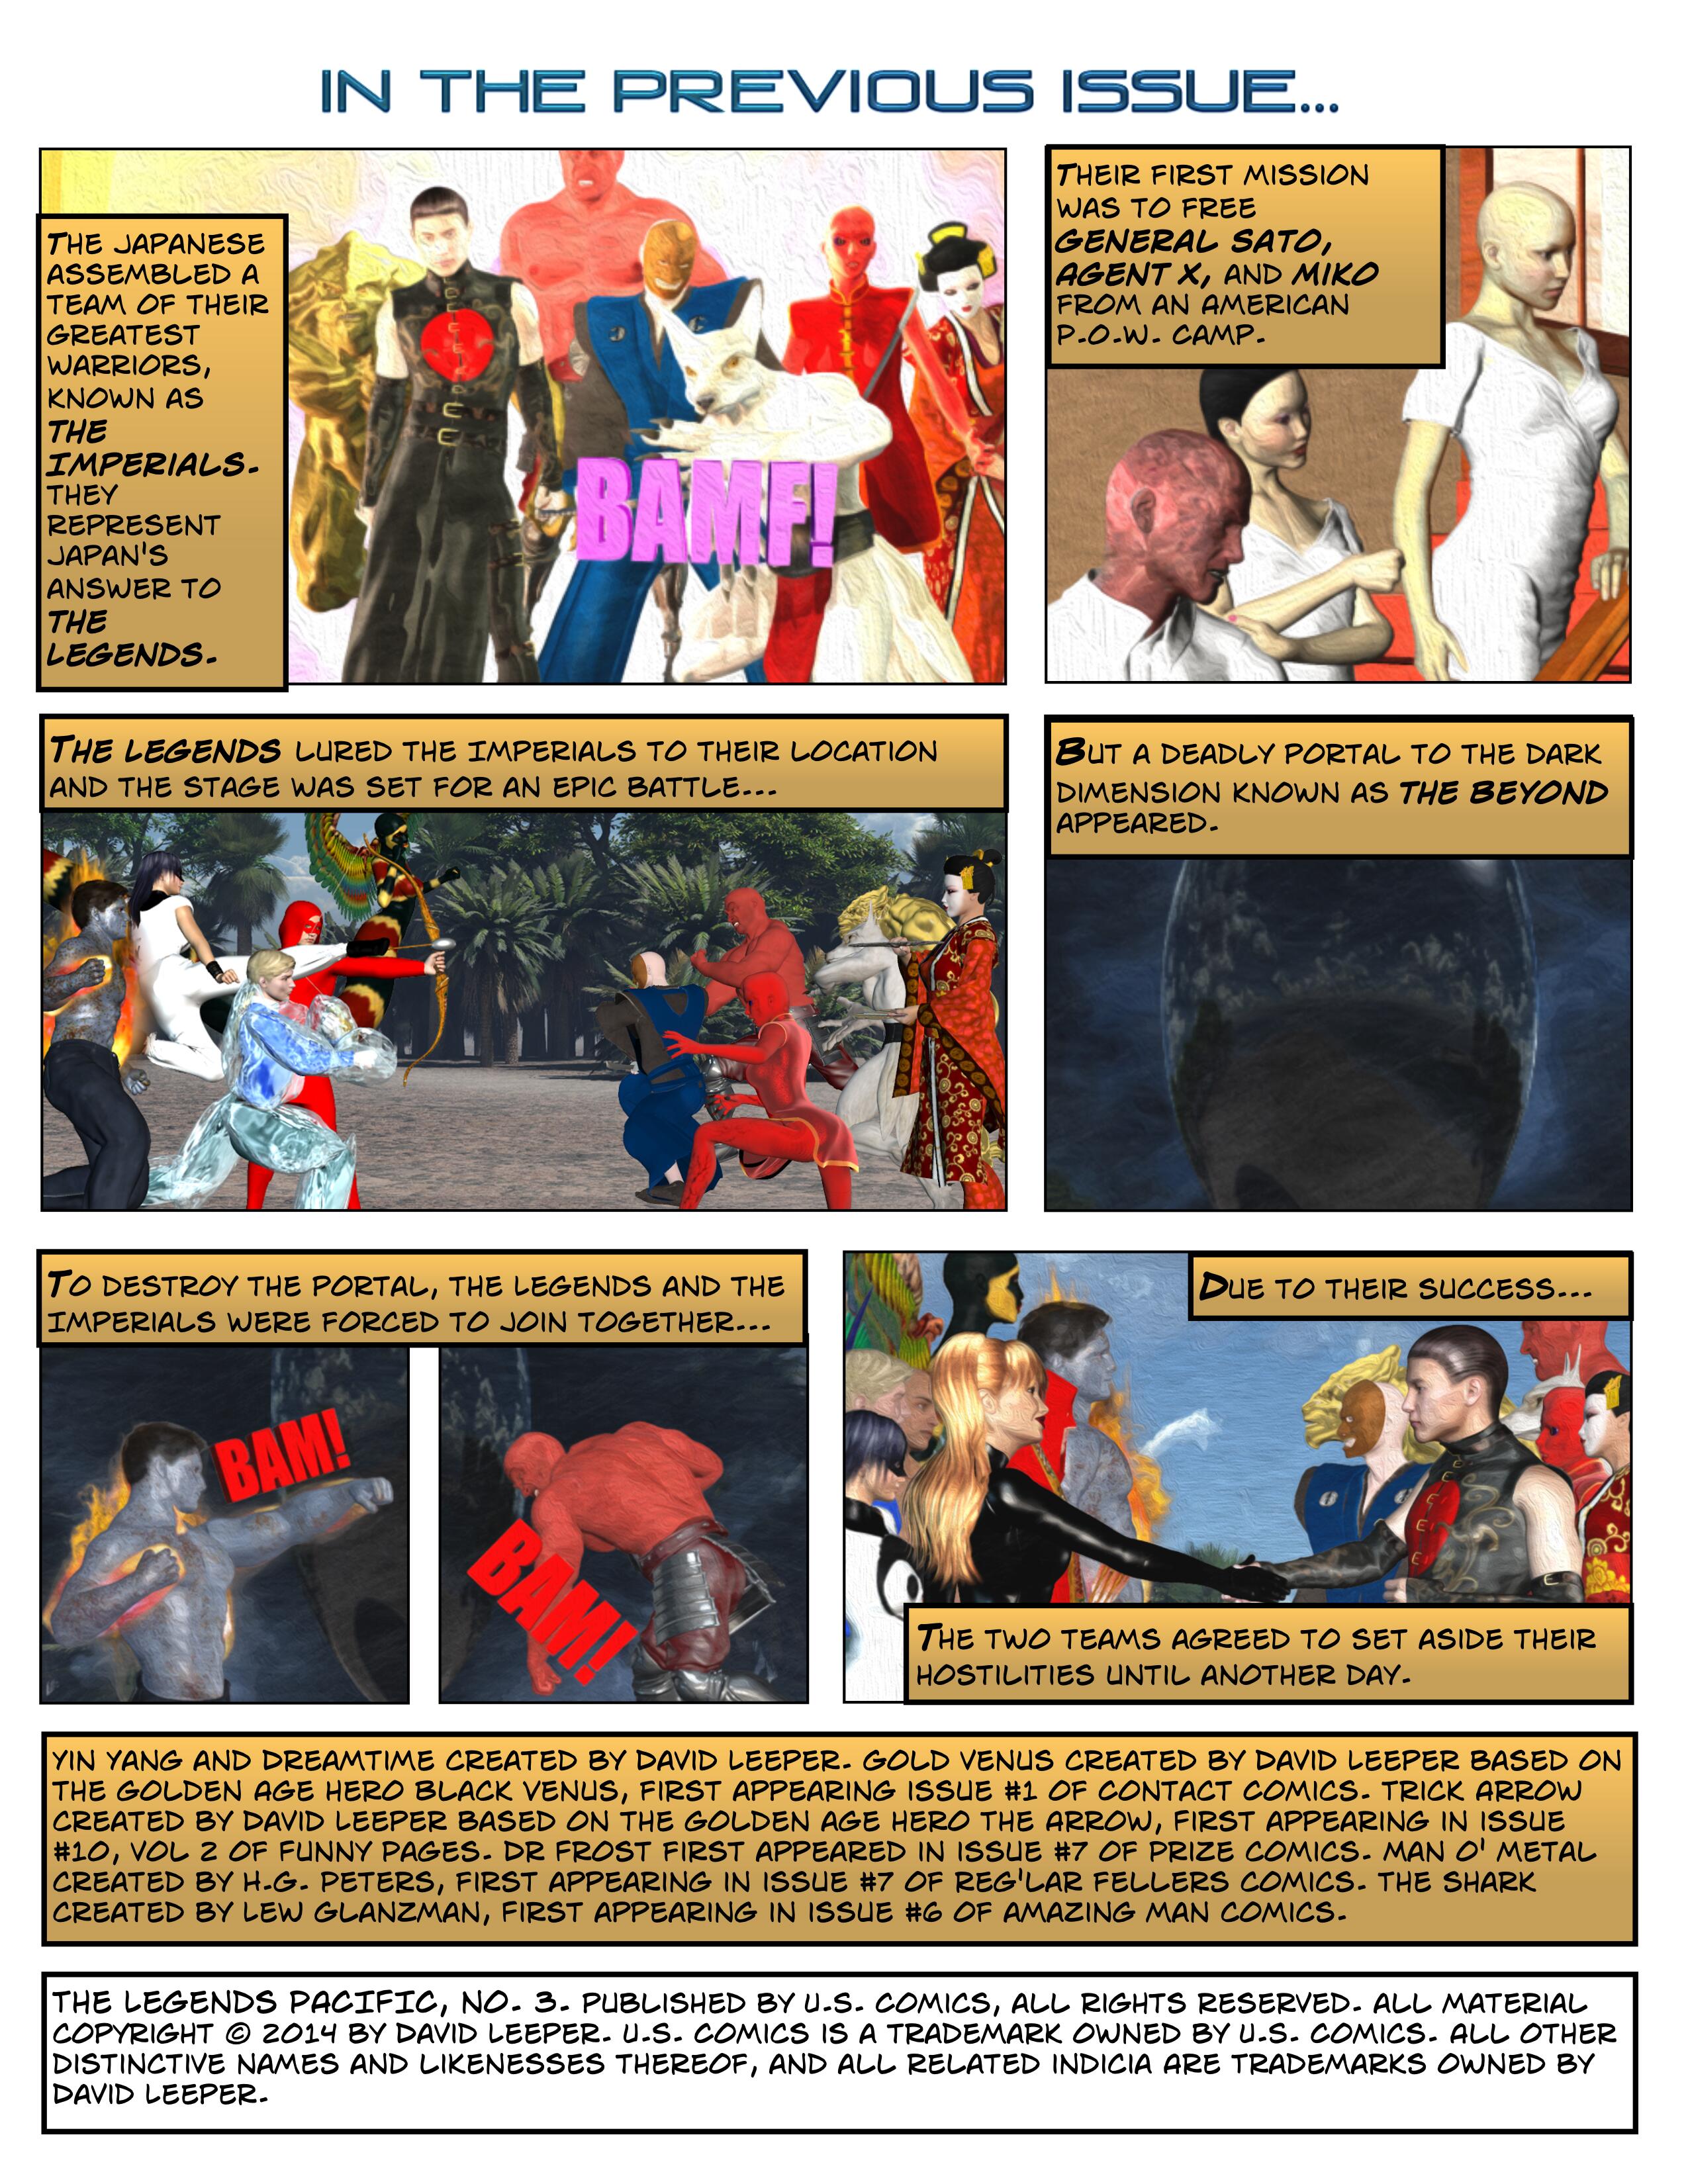 IN THE PREVIOUS ISSUE...
THE JAPANESE
ASSEMBLED A
TEAM OF THEIR
GREATEST
WARRIORS,
KNOWN AS
THE
IMPERIALS.
THEY
REPRESENT
JAPAN'S
ANSWER TO
THE
LEGENDS.
BAMF!
THEIR FIRST MISSION
WAS TO FREE
GENERAL SATO,
AGENT X, AND MIKO
FROM AN AMERICAN
P.O.W. CAMP.
THE LEGENDS LURED THE IMPERIALS TO THEIR LOCATION
AND THE STAGE WAS SET FOR AN EPIC BATTLE...
BUT A DEADLY PORTAL TO THE DARK
DIMENSION KNOWN AS THE BEYOND
APPEARED.
TO DESTROY THE PORTAL, THE LEGENDS AND THE
IMPERIALS WERE FORCED TO JOIN TOGETHER...
BAM!
BAM!
DUE TO THEIR SUCCESS...
THE TWO TEAMS AGREED TO SET ASIDE THEIR
HOSTILITIES UNTIL ANOTHER DAY.
YIN YANG AND DREAMTIME CREATED BY DAVID LEEPER. GOLD VENUS CREATED BY DAVID LEEPER BASED ON
THE GOLDEN AGE HERO BLACK VENUS, FIRST APPEARING ISSUE #1 OF CONTACT COMICS. TRICK ARROW
CREATED BY DAVID LEEPER BASED ON THE GOLDEN AGE HERO THE ARROW, FIRST APPEARING IN ISSUE
#10, VOL 2 OF FUNNY PAGES. DR FROST FIRST APPEARED IN ISSUE #7 OF PRIZE COMICS. MAN O' METAL
CREATED BY H.G. PETERS, FIRST APPEARING IN ISSUE #7 OF REG'LAR FELLERS COMICS. THE SHARK
CREATED BY LEW GLANZMAN, FIRST APPEARING IN ISSUE #6 OF AMAZING MAN COMICS.
THE LEGENDS PACIFIC, NO. 3. PUBLISHED BY U.S. COMICS, ALL RIGHTS RESERVED. ALL MATERIAL
COPYRIGHT © 2014 BY DAVID LEEPER. U.S. COMICS IS A TRADEMARK OWNED BY U.S. COMICS. ALL OTHER
DISTINCTIVE NAMES AND LIKENESSES THEREOF, AND ALL RELATED INDICIA ARE TRADEMARKS OWNED BY
DAVID LEEPER.